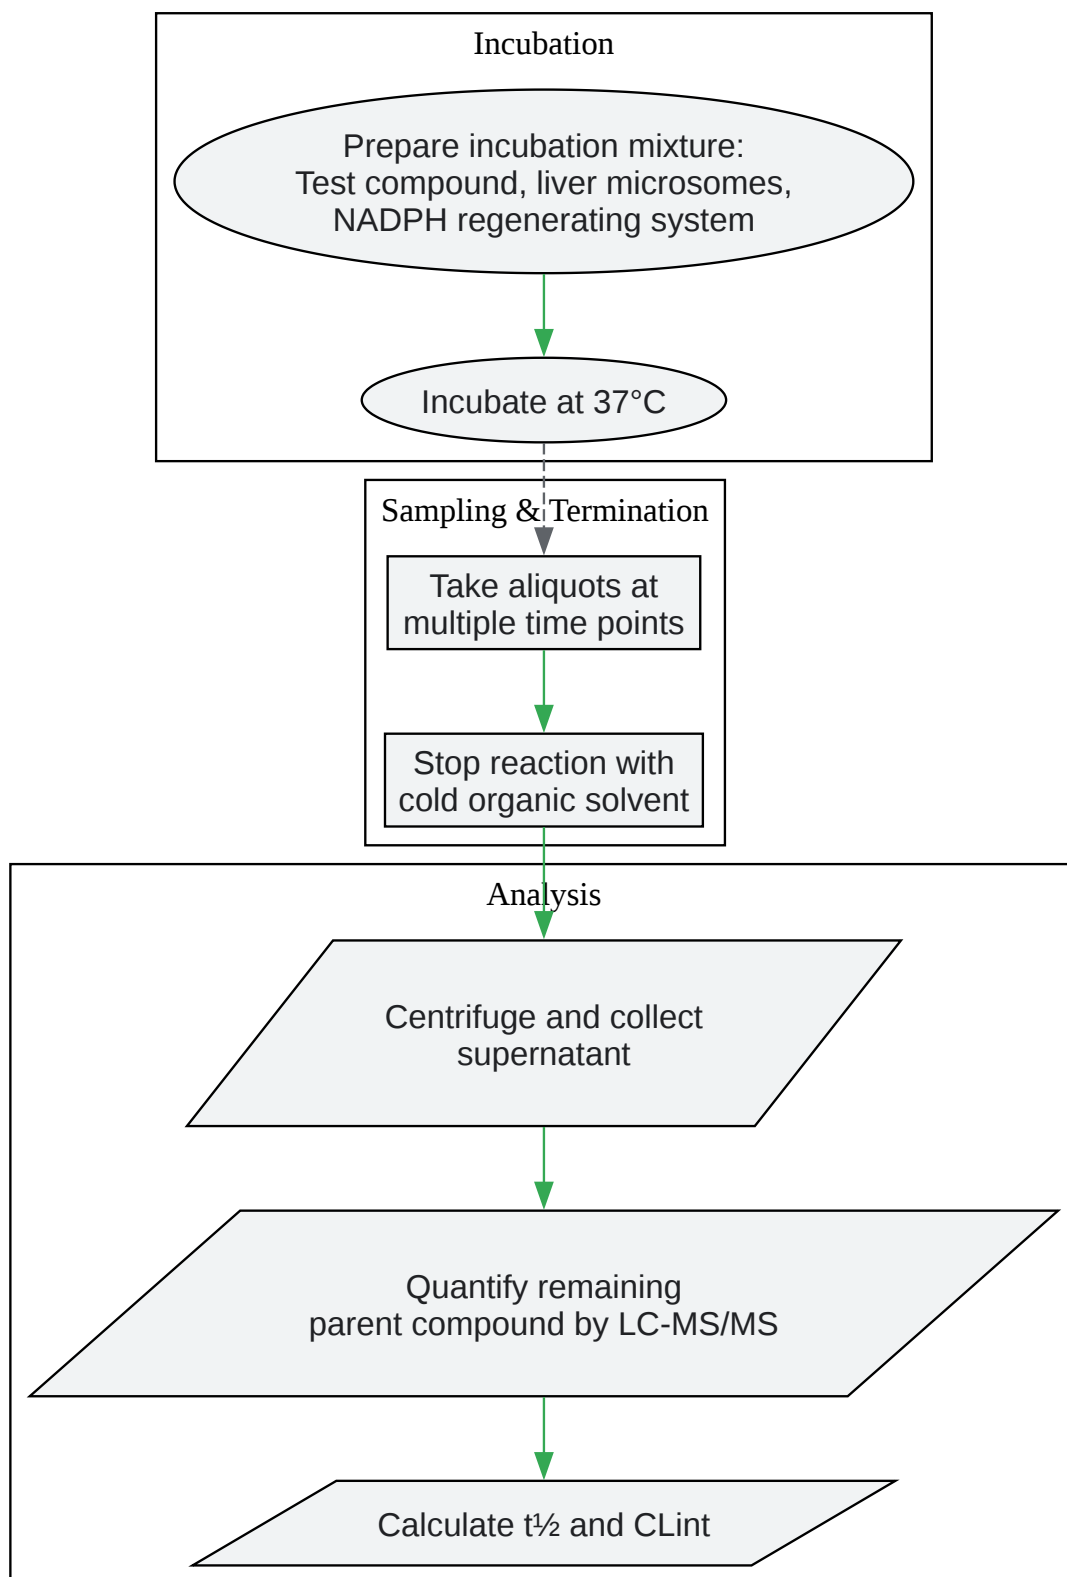 Incubation
Prepare incubation mixture:
Test compound, liver microsomes,
NADPH regenerating system
Incubate at 37°C
Sampling & Termination
Take aliquots at
multiple time points
Stop reaction with
cold organic solvent
Analysis
Centrifuge and collect
supernatant
Quantify remaining
parent compound by LC-MS/MS
Calculate t½ and CLint